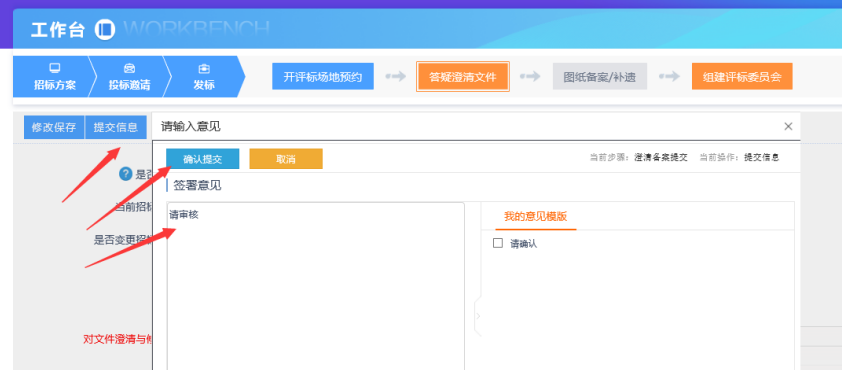 工作台 WORKBENCH
招标方案 投标邀请 发标 开评标场地预约 答疑澄清文件 图纸备案/补遗 组建评标委员会
修改保存 提交信息 请输入意见 ×
确认提交 取消 当前步骤：澄清备案提交 当前操作：提交信息
? 是否
签署意见
当前招标
请审核 我的意见模版
是否变更招标
请确认
对文件澄清与